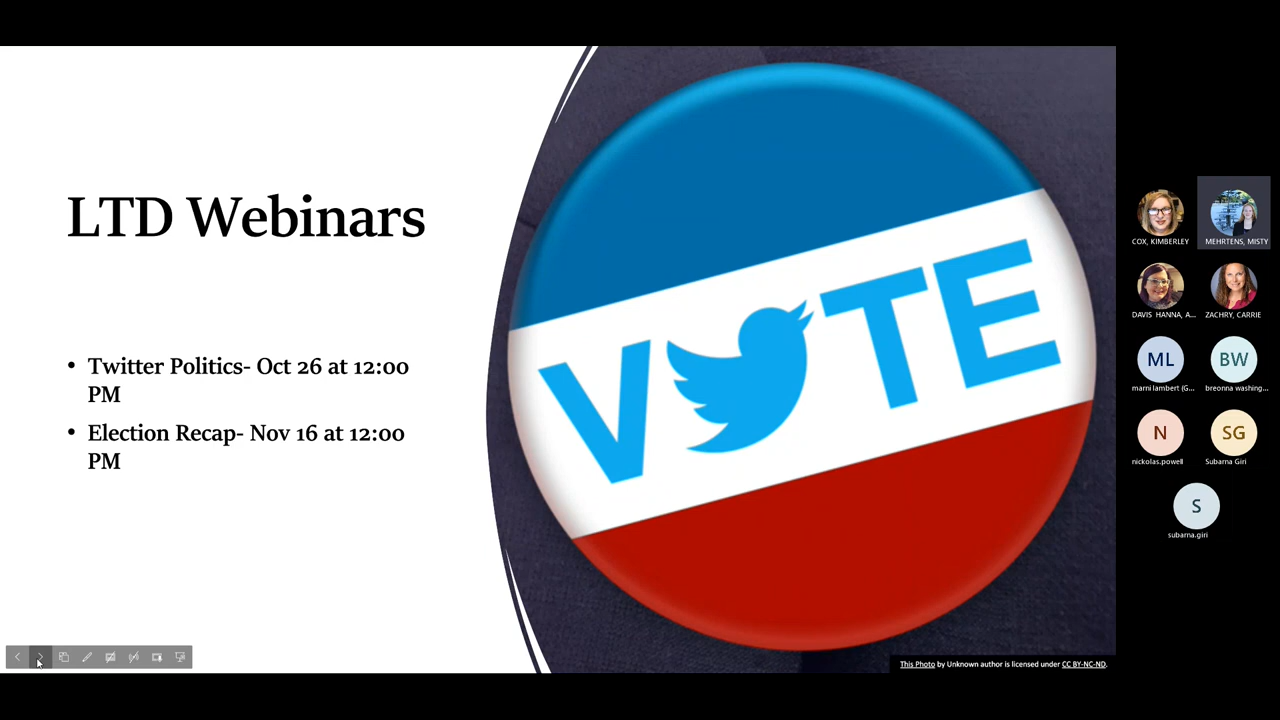 LTD Webinars
• Twitter Politics- Oct 26 at 12:00
PM
• Election Recap- Nov 16 at 12:00
PM
V TE
This Photo by Unknown author is licensed under CC BY-NC-ND.
COX, KIMBERLEY
MEHRTENS, MISTY
DAVIS HANNA, A...
ZACHRY, CARRIE
ML
BW
marni lambert (G...
breonna washing...
N
SG
nickolas.powell
Subarna Giri
S
subarna.giri